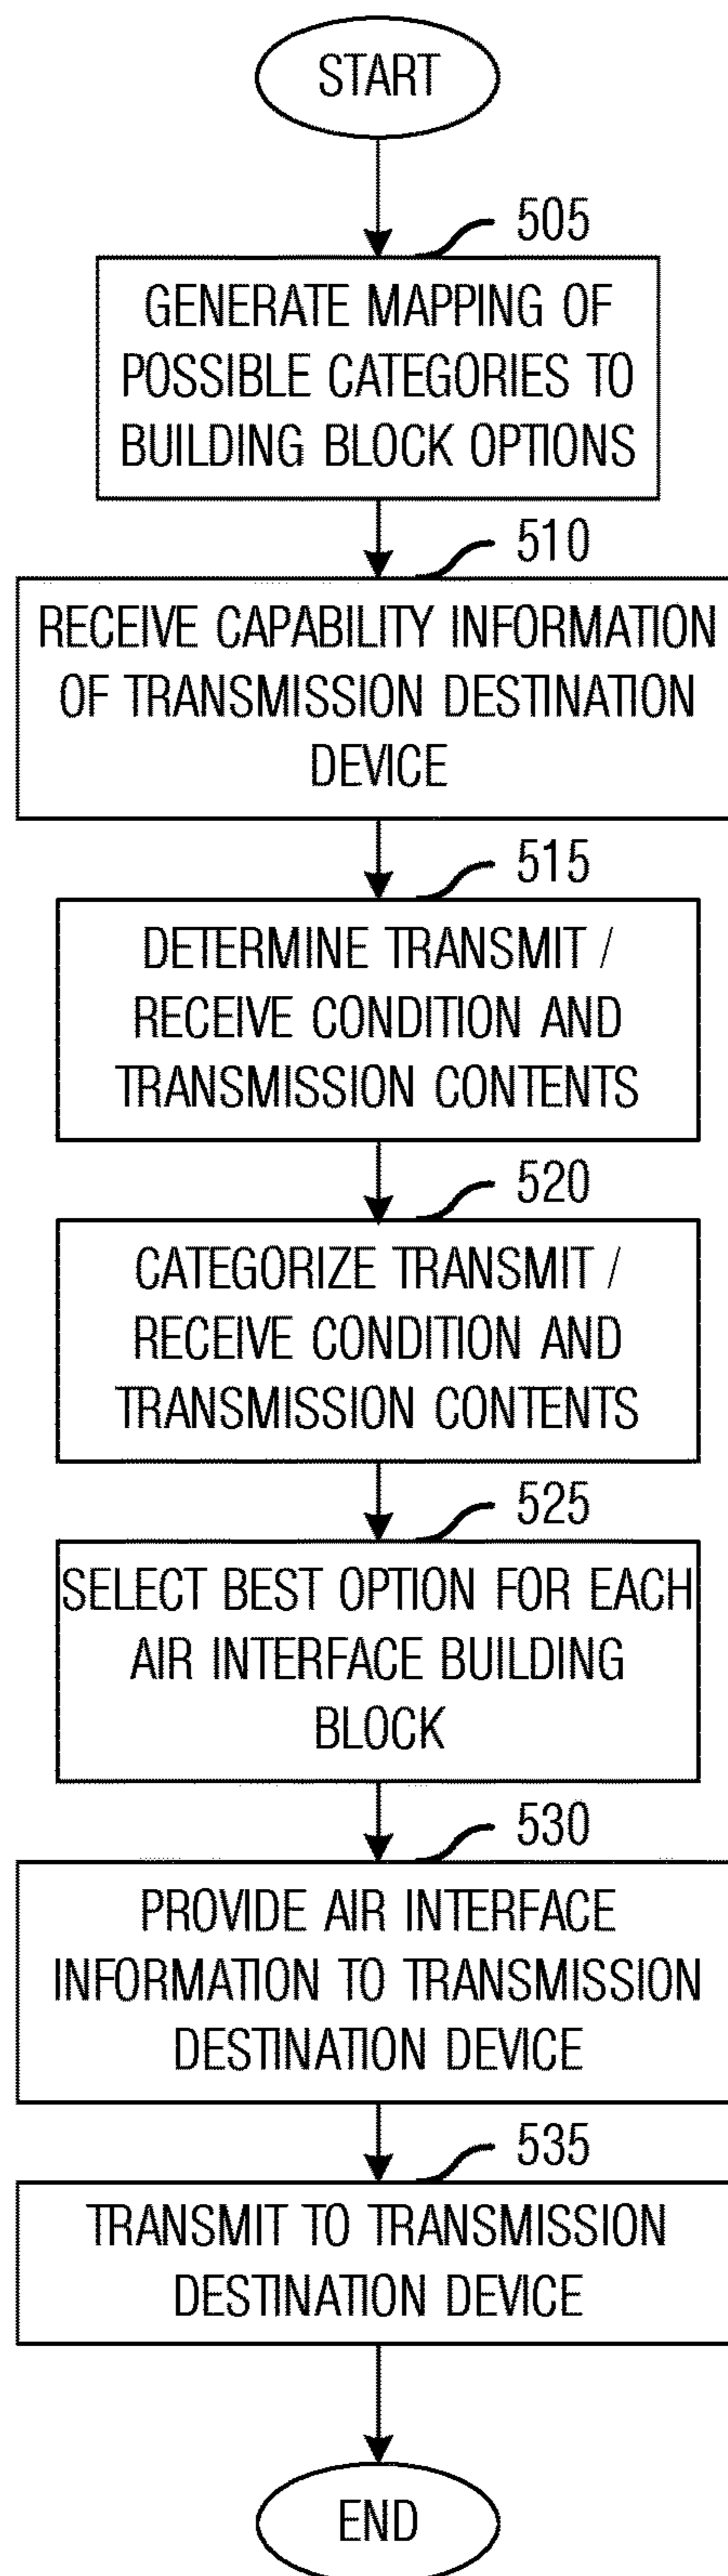 START
505
GENERATE MAPPING OF
POSSIBLE CATEGORIES TO
BUILDING BLOCK OPTIONS
510
RECEIVE CAPABILITY INFORMATION
OF TRANSMISSION DESTINATION
DEVICE
515
DETERMINE TRANSMIT /
RECEIVE CONDITION AND
TRANSMISSION CONTENTS
520
CATEGORIZE TRANSMIT /
RECEIVE CONDITION AND
TRANSMISSION CONTENTS
525
SELECT BEST OPTION FOR EACH
AIR INTERFACE BUILDING
BLOCK
530
PROVIDE AIR INTERFACE
INFORMATION TO TRANSMISSION
DESTINATION DEVICE
535
TRANSMIT TO TRANSMISSION
DESTINATION DEVICE
END